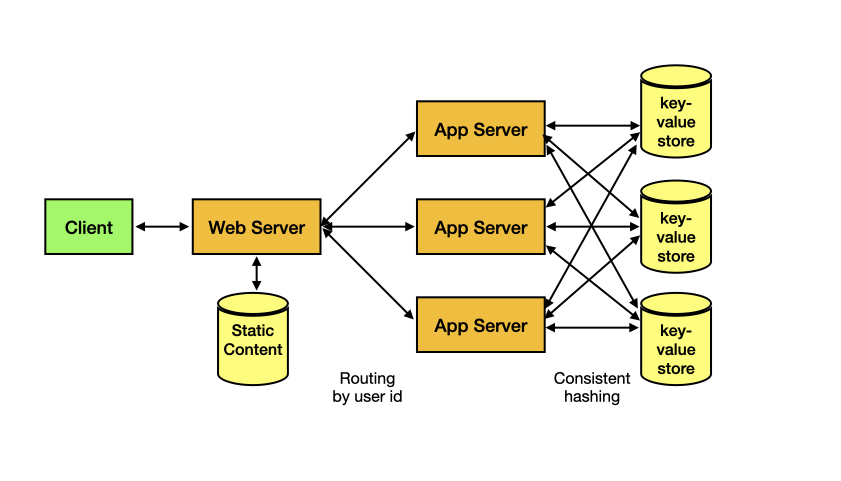 Client
Web Server
Static
Content
App Server
App Server
App Server
Routing
by user id
Consistent
hashing
key-
value
store
key-
value
store
key-
value
store